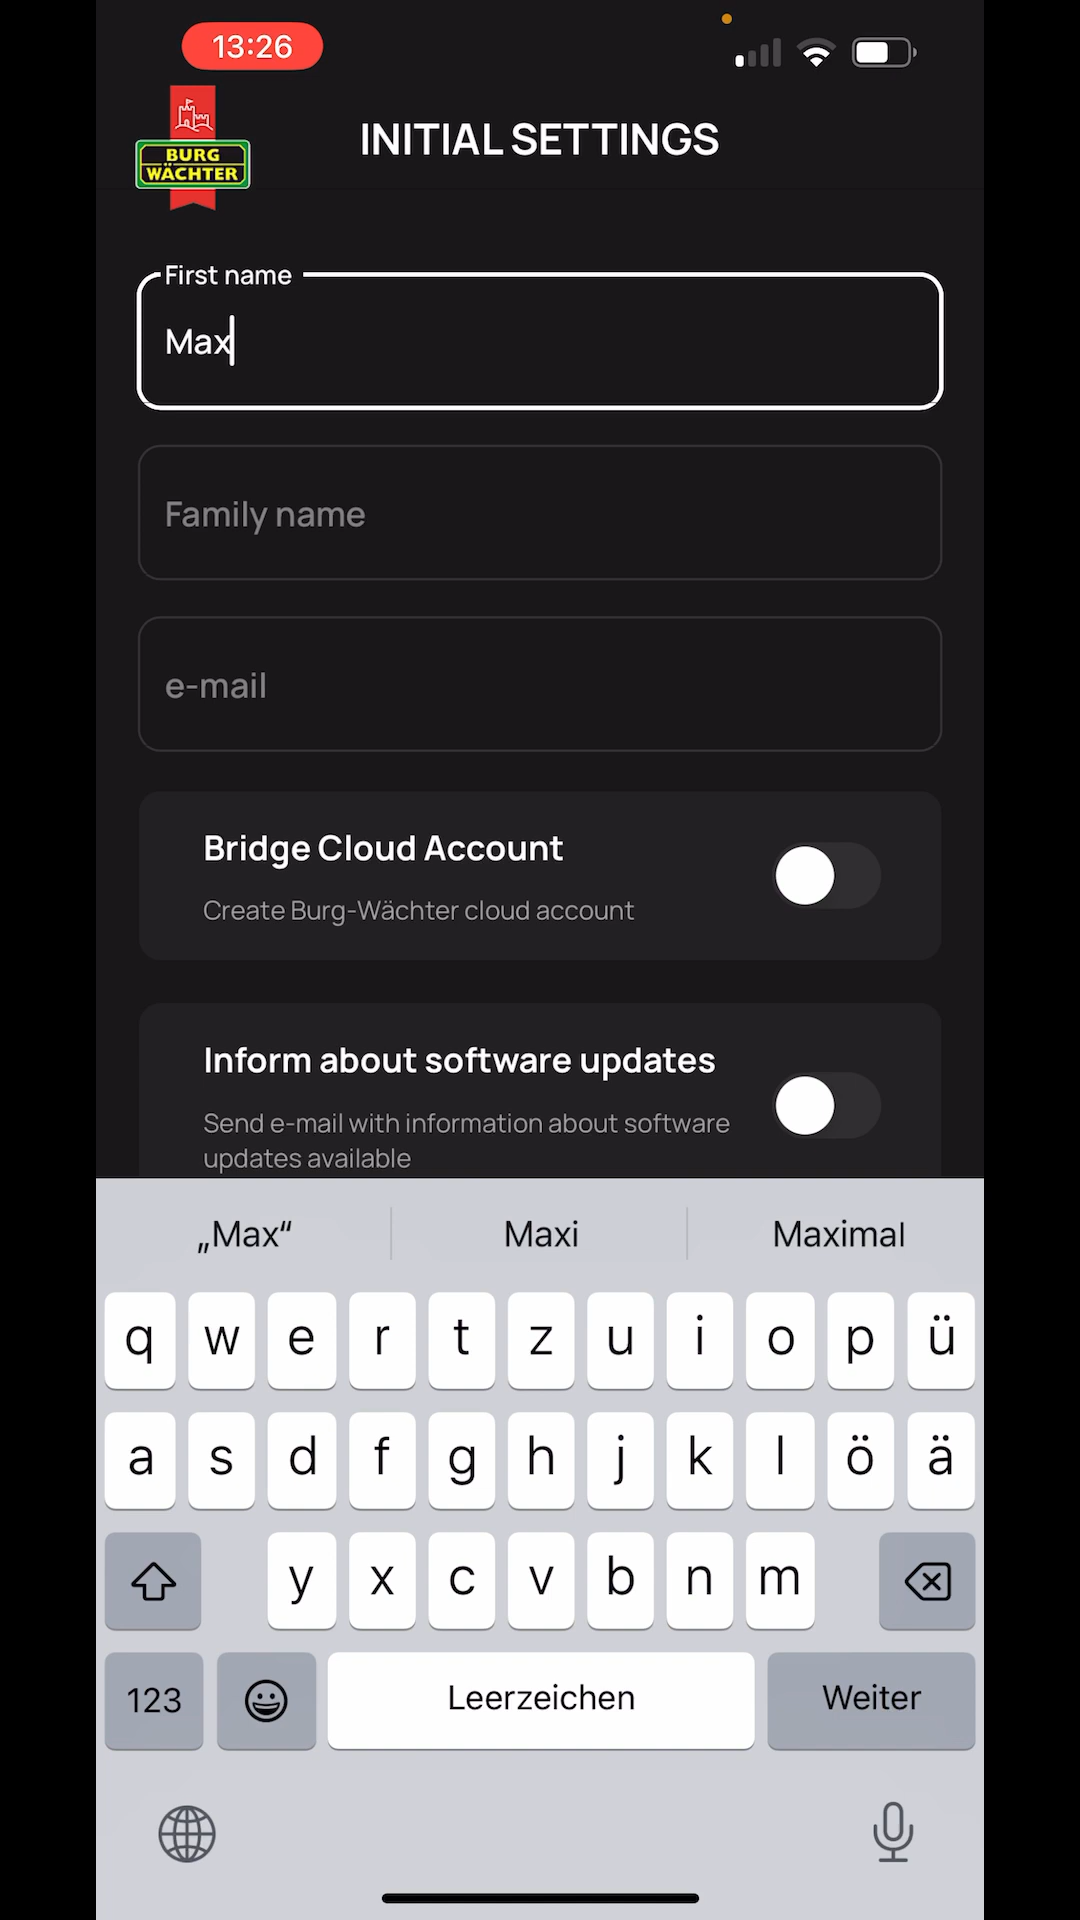 13:26
BURG
WÄCHTER
INITIAL SETTINGS
First name
Max
Family name
e-mail
Bridge Cloud Account
Create Burg-Wächter cloud account
Inform about software updates
Send e-mail with information about software
updates available
„Max“ Maxi Maximal
q w e r t z u i o p ü
a s d f g h j k l ö ä
y x c v b n m
123 Leerzeichen Weiter